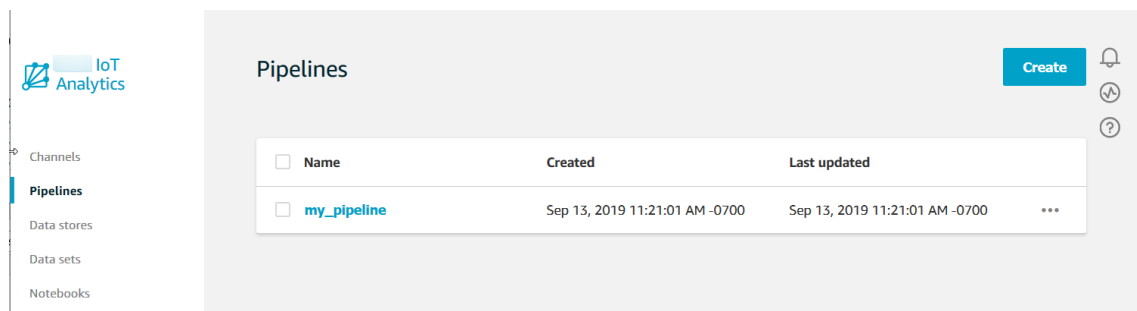 IoT
Analytics
Channels
Pipelines
Data stores
Data sets
Notebooks
Pipelines
Create
Name Created Last updated
my_pipeline Sep 13, 2019 11:21:01 AM -0700 Sep 13, 2019 11:21:01 AM -0700